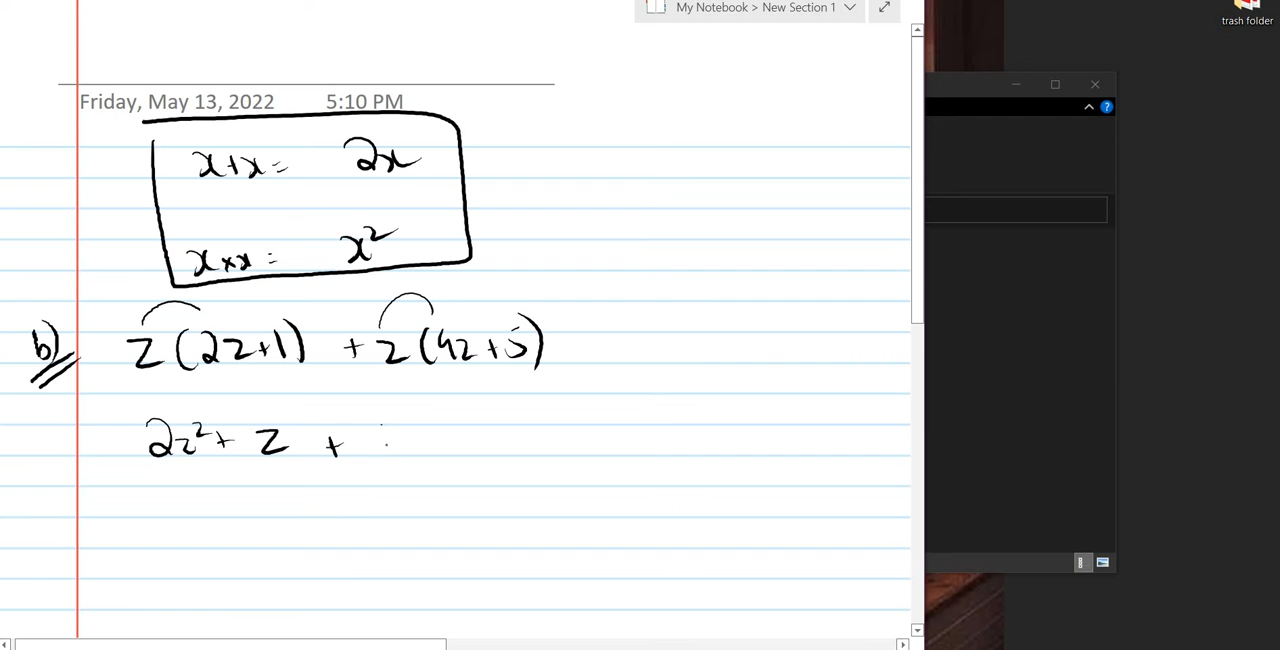 My Notebook > New Section 1
trash folder
Friday, May 13, 2022 5:10 PM
x+x= 2x
x×x= x²
b) z(2z+1) + z(4z+5)
2z²+ z +